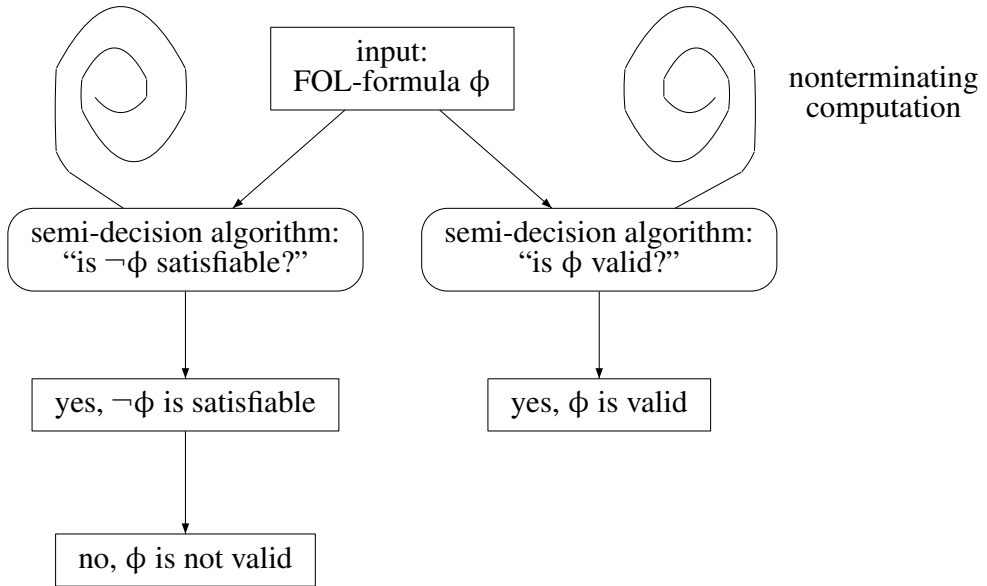 input:
FOL-formula ϕ
nonterminating
computation
semi-decision algorithm:
“is ¬ϕ satisfiable?”
semi-decision algorithm:
“is ϕ valid?”
yes, ¬ϕ is satisfiable
yes, ϕ is valid
no, ϕ is not valid